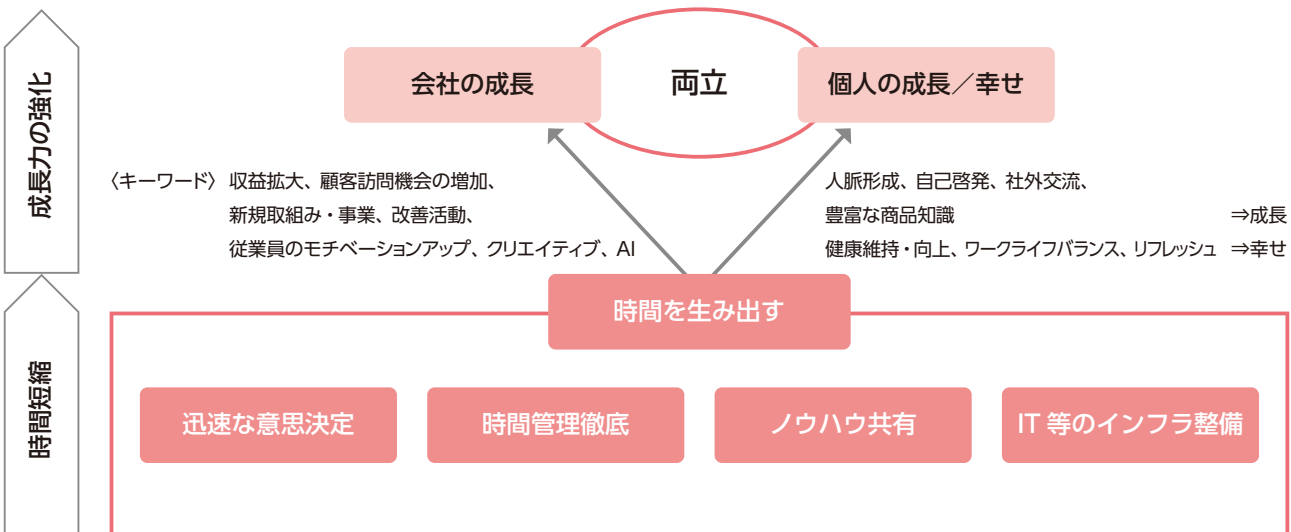 成長力の強化
会社の成長
両立
個人の成長／幸せ
〈キーワード〉 収益拡大、顧客訪問機会の増加、
新規取組み・事業、改善活動、
従業員のモチベーションアップ、クリエイティブ、AI
人脈形成、自己啓発、社外交流、
豊富な商品知識 ⇒成長
健康維持・向上、ワークライフバランス、リフレッシュ ⇒幸せ
時間短縮
時間を生み出す
迅速な意思決定
時間管理徹底
ノウハウ共有
IT 等のインフラ整備